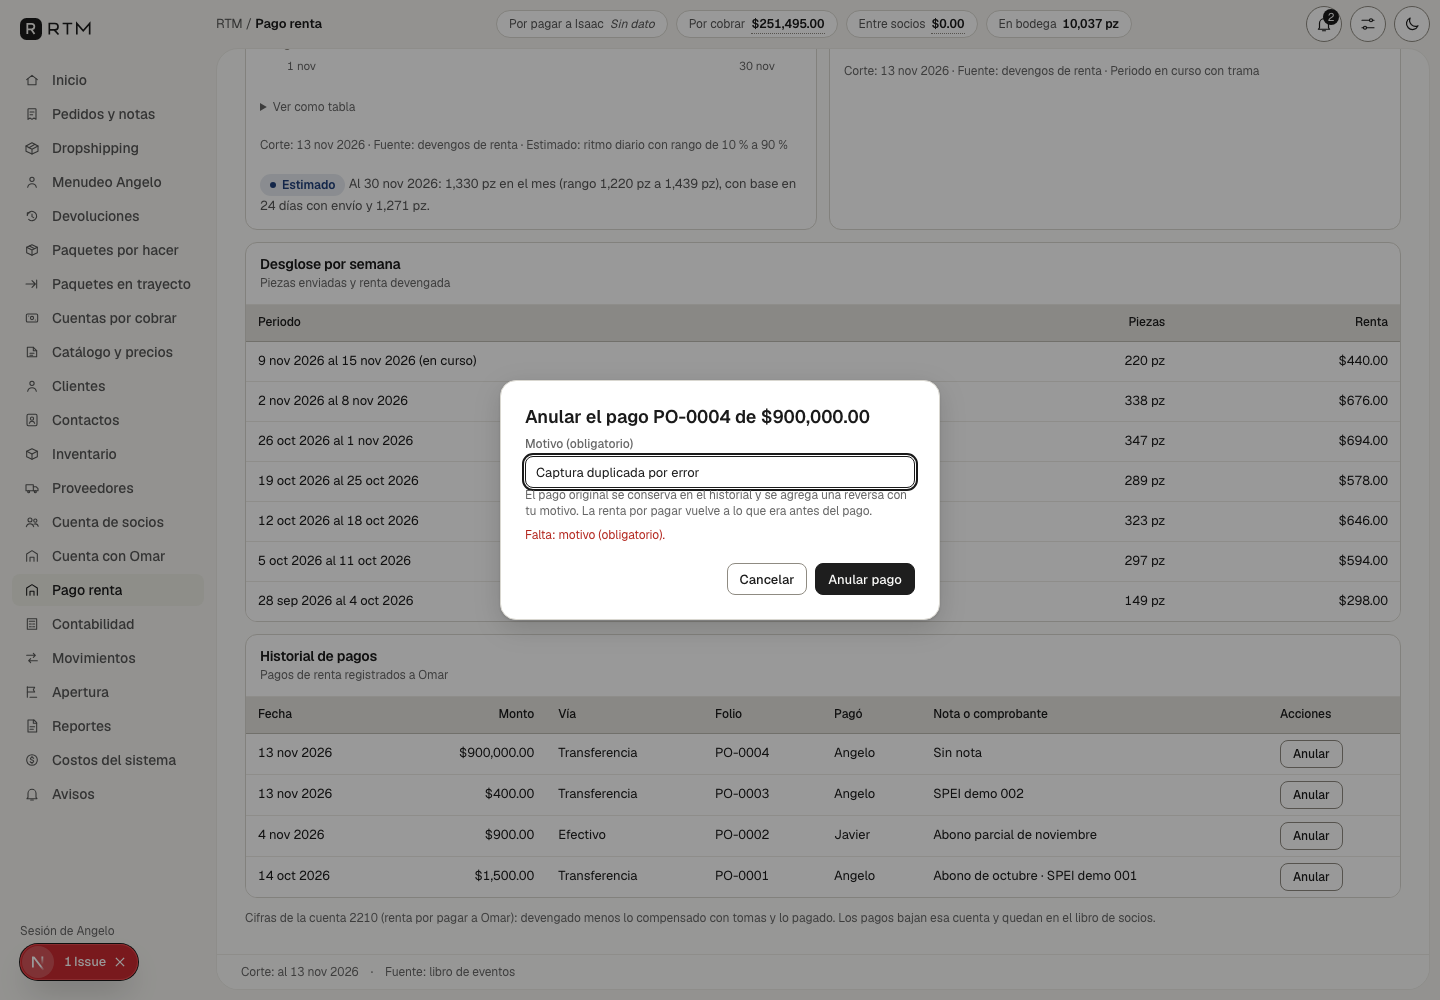 RTM
RTM / Pago renta
Por pagar a Isaac Sin dato
Por cobrar $251,495.00
Entre socios $0.00
En bodega 10,037 pz
2
Inicio
Pedidos y notas
Dropshipping
Menudeo Angelo
Devoluciones
Paquetes por hacer
Paquetes en trayecto
Cuentas por cobrar
Catálogo y precios
Clientes
Contactos
Inventario
Proveedores
Cuenta de socios
Cuenta con Omar
Pago renta
Contabilidad
Movimientos
Apertura
Reportes
Costos del sistema
Avisos
Sesión de Angelo
N 1 Issue
1 nov 30 nov
Ver como tabla
Corte: 13 nov 2026 · Fuente: devengos de renta · Estimado: ritmo diario con rango de 10 % a 90 %
Estimado Al 30 nov 2026: 1,330 pz en el mes (rango 1,220 pz a 1,439 pz), con base en
24 días con envío y 1,271 pz.
Corte: 13 nov 2026 · Fuente: devengos de renta · Periodo en curso con trama
Desglose por semana
Piezas enviadas y renta devengada
Periodo Piezas Renta
9 nov 2026 al 15 nov 2026 (en curso) 220 pz $440.00
2 nov 2026 al 8 nov 2026 338 pz $676.00
26 oct 2026 al 1 nov 2026 347 pz $694.00
19 oct 2026 al 25 oct 2026 289 pz $578.00
12 oct 2026 al 18 oct 2026 323 pz $646.00
5 oct 2026 al 11 oct 2026 297 pz $594.00
28 sep 2026 al 4 oct 2026 149 pz $298.00
Anular el pago PO-0004 de $900,000.00
Motivo (obligatorio)
Captura duplicada por error
El pago original se conserva en el historial y se agrega una reversa con
tu motivo. La renta por pagar vuelve a lo que era antes del pago.
Falta: motivo (obligatorio).
Cancelar Anular pago
Historial de pagos
Pagos de renta registrados a Omar
Fecha Monto Vía Folio Pagó Nota o comprobante Acciones
13 nov 2026 $900,000.00 Transferencia PO-0004 Angelo Sin nota Anular
13 nov 2026 $400.00 Transferencia PO-0003 Angelo SPEI demo 002 Anular
4 nov 2026 $900.00 Efectivo PO-0002 Javier Abono parcial de noviembre Anular
14 oct 2026 $1,500.00 Transferencia PO-0001 Angelo Abono de octubre · SPEI demo 001 Anular
Cifras de la cuenta 2210 (renta por pagar a Omar): devengado menos lo compensado con tomas y lo pagado. Los pagos bajan esa cuenta y quedan en el libro de socios.
Corte: al 13 nov 2026 · Fuente: libro de eventos